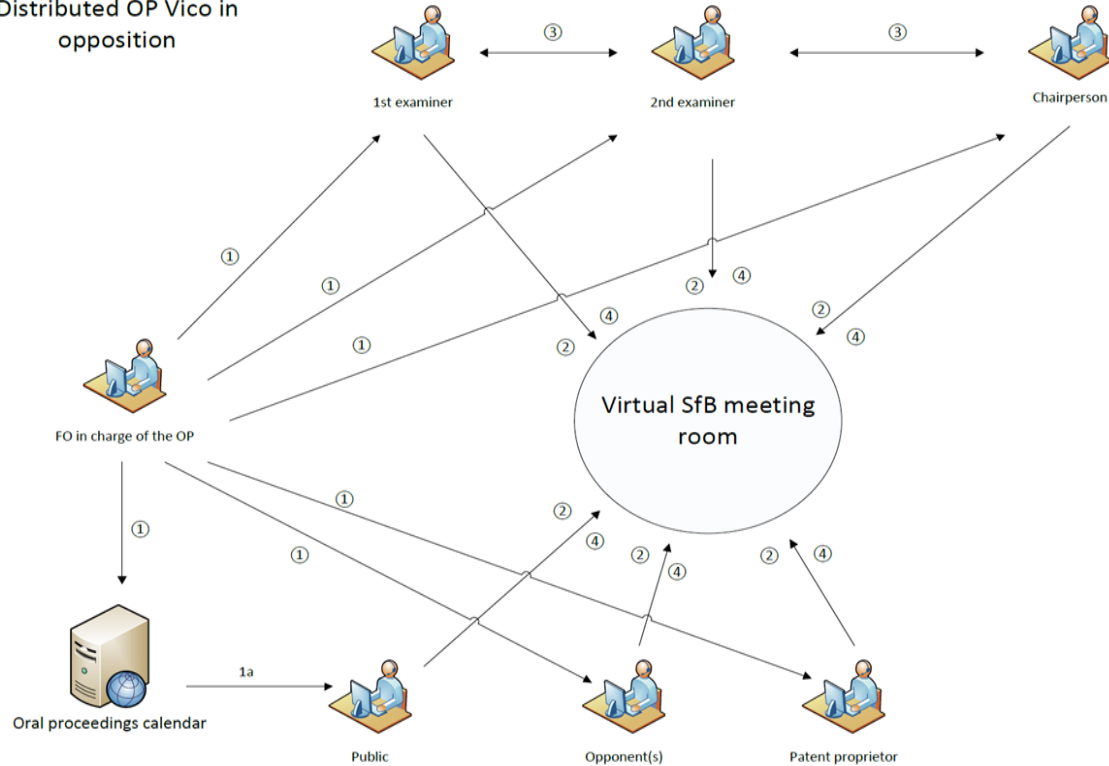 Distributed OP Vico in
opposition
③
③
1st examiner
2nd examiner
Chairperson
①
①
①
②
④
②
④
②
④
FO in charge of the OP
Virtual SfB meeting
room
①
①
①
②
④
②
④
②
④
1a
Oral proceedings calendar
Public
Opponent(s)
Patent proprietor